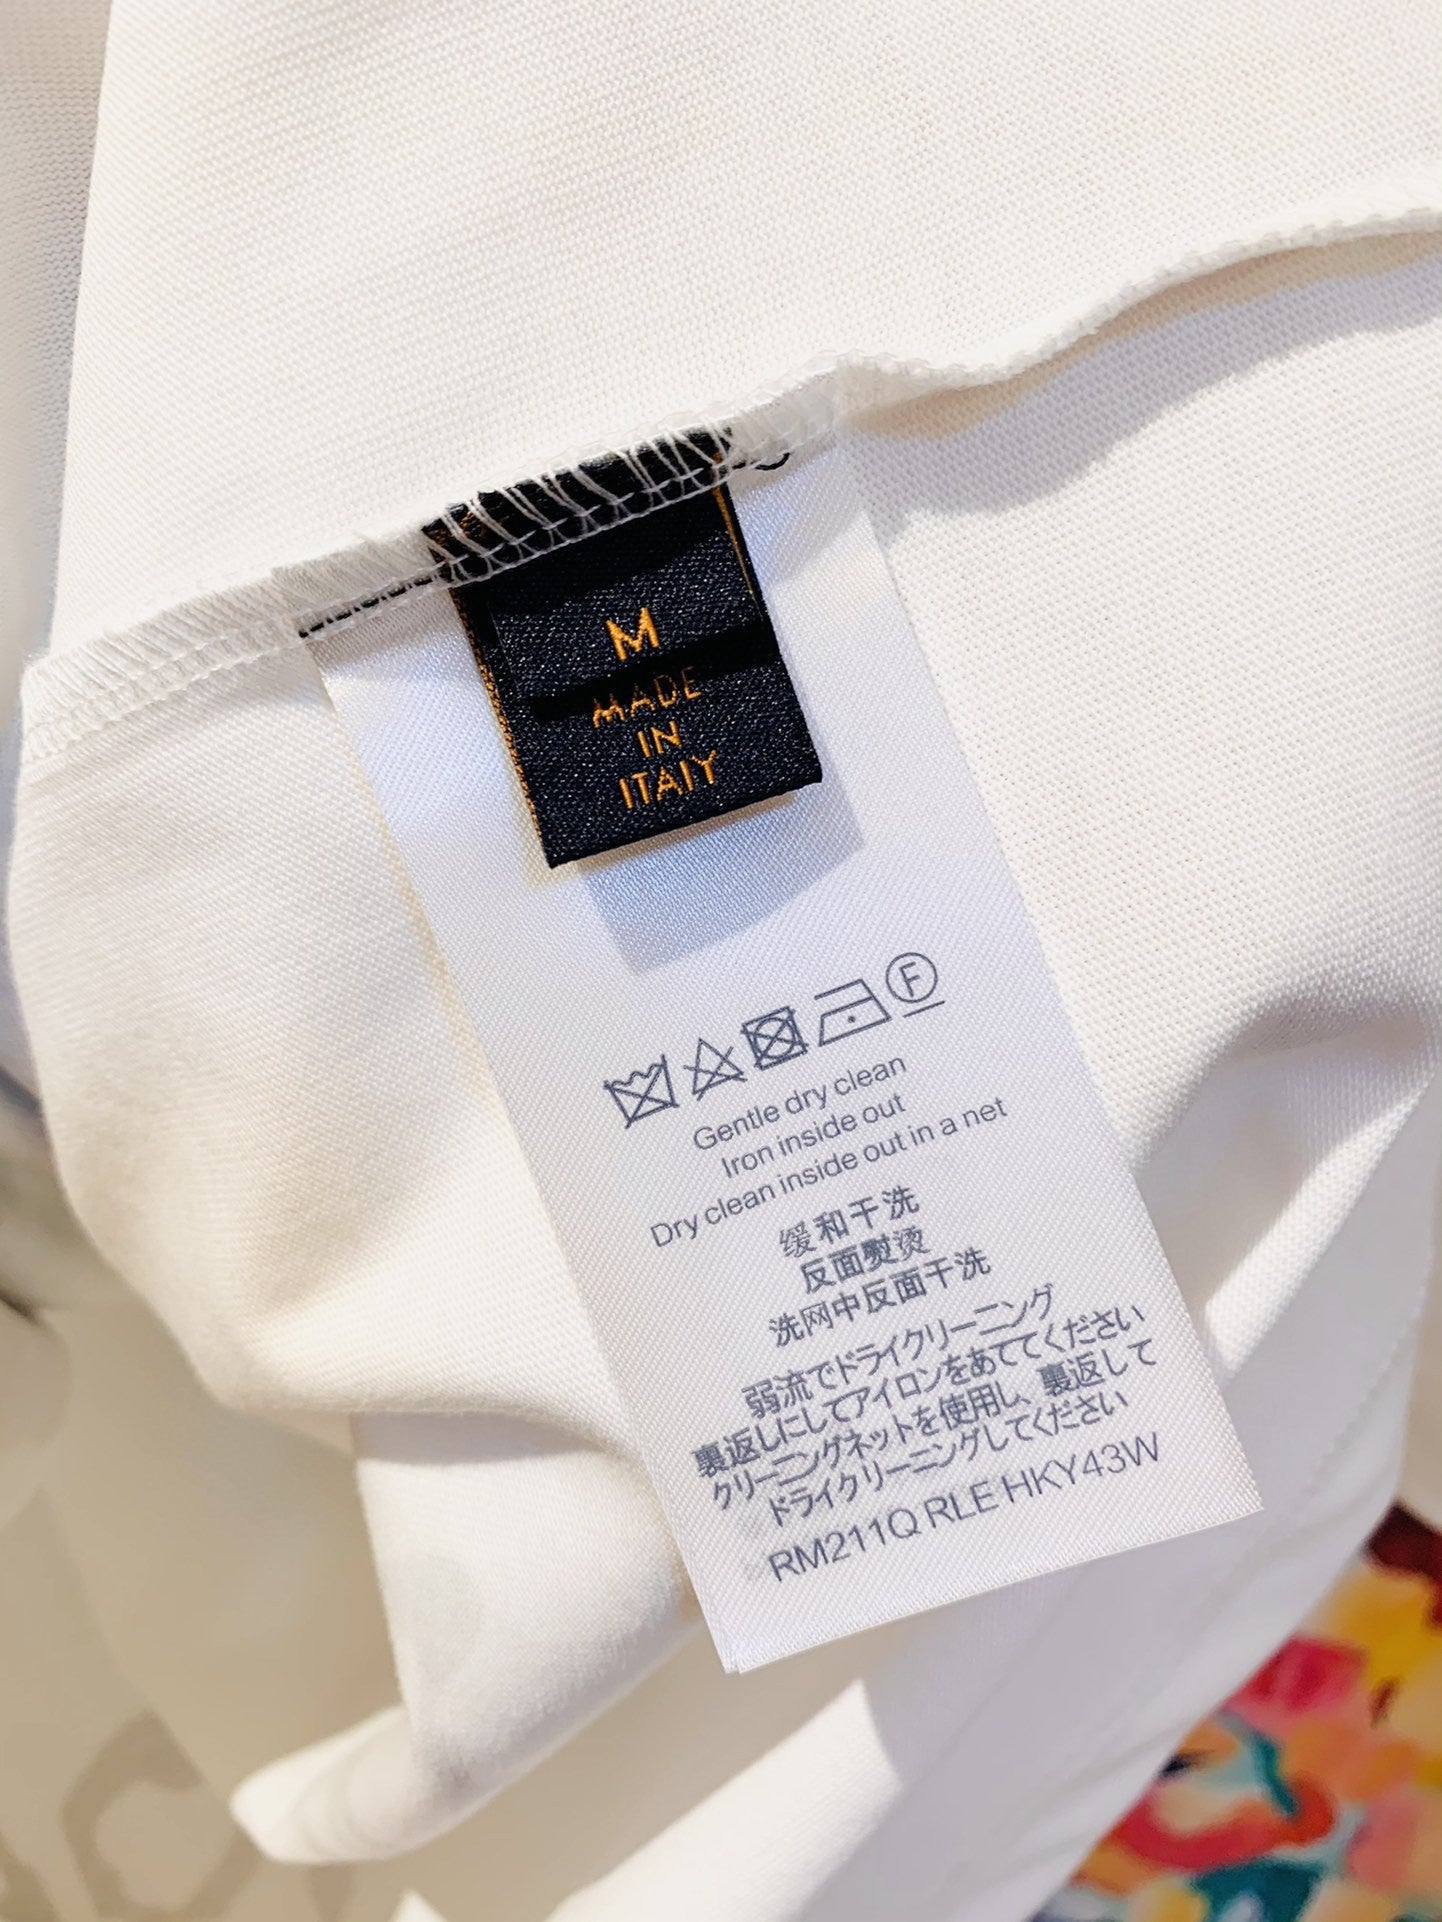 M
MADE
IN
ITAIY
F
Gentle dry clean
Iron inside out
Dry clean inside out in a net
缓和干洗
反面熨烫
洗网中反面干洗
弱流でドライクリーニング
裏返しにしてアイロンをあててください
クリーニングネットを使用し、裏返して
ドライクリーニングしてください
RM211Q RLE HKY43W